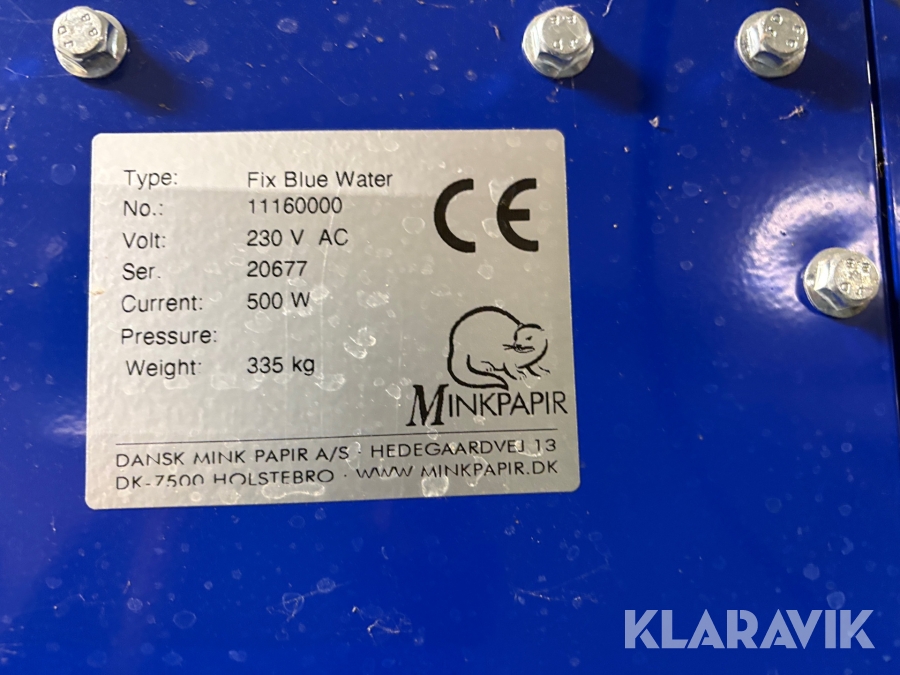 Type: Fix Blue Water
No.: 11160000
Volt: 230 V AC
Ser. 20677
Current: 500 W
Pressure:
Weight: 335 kg
CE
MINKPAPIR
DANSK MINK PAPIR A/S · HEDEGAARDVEJ 13
DK-7500 HOLSTEBRO · WWW MINKPAPIR.DK
KLARAVIK